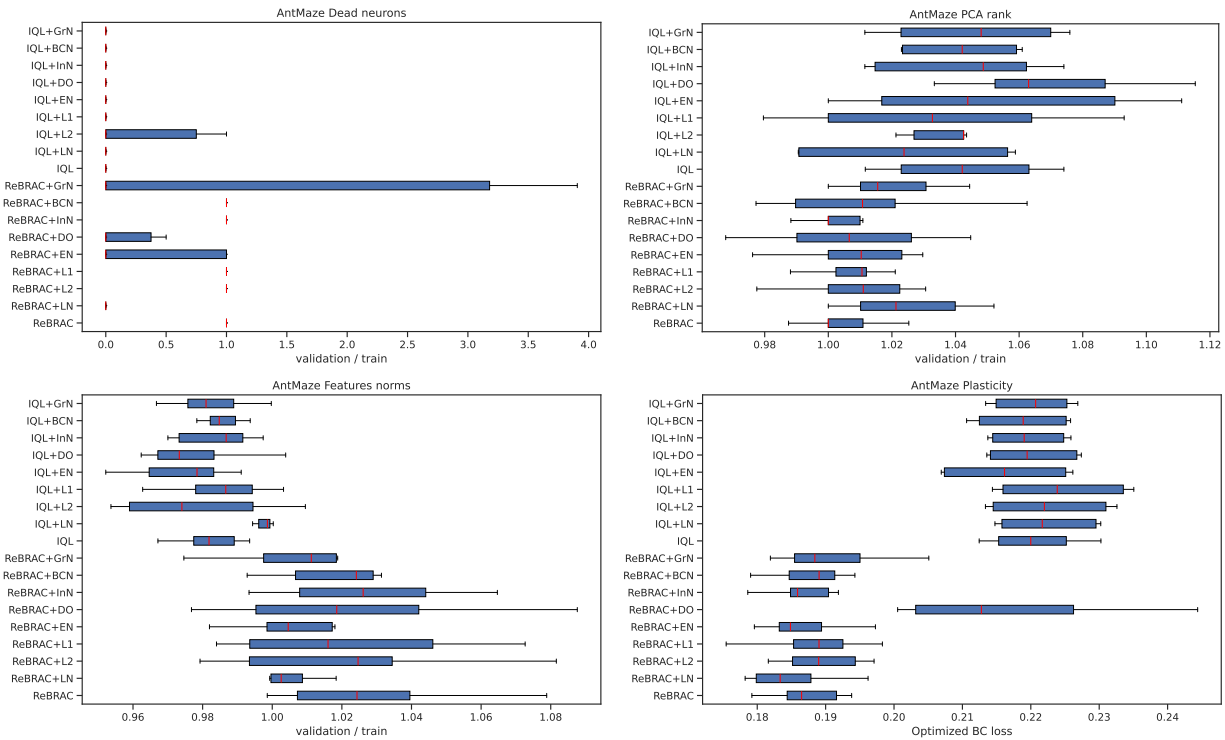 AntMaze Dead neurons
IQL+GrN
IQL+BCN
IQL+InN
IQL+DO
IQL+EN
IQL+L1
IQL+L2
IQL+LN
IQL
ReBRAC+GrN
ReBRAC+BCN
ReBRAC+InN
ReBRAC+DO
ReBRAC+EN
ReBRAC+L1
ReBRAC+L2
ReBRAC+LN
ReBRAC
0.0 0.5 1.0 1.5 2.0 2.5 3.0 3.5 4.0
validation / train
AntMaze PCA rank
IQL+GrN
IQL+BCN
IQL+InN
IQL+DO
IQL+EN
IQL+L1
IQL+L2
IQL+LN
IQL
ReBRAC+GrN
ReBRAC+BCN
ReBRAC+InN
ReBRAC+DO
ReBRAC+EN
ReBRAC+L1
ReBRAC+L2
ReBRAC+LN
ReBRAC
0.98 1.00 1.02 1.04 1.06 1.08 1.10 1.12
validation / train
AntMaze Features norms
IQL+GrN
IQL+BCN
IQL+InN
IQL+DO
IQL+EN
IQL+L1
IQL+L2
IQL+LN
IQL
ReBRAC+GrN
ReBRAC+BCN
ReBRAC+InN
ReBRAC+DO
ReBRAC+EN
ReBRAC+L1
ReBRAC+L2
ReBRAC+LN
ReBRAC
0.96 0.98 1.00 1.02 1.04 1.06 1.08
validation / train
AntMaze Plasticity
IQL+GrN
IQL+BCN
IQL+InN
IQL+DO
IQL+EN
IQL+L1
IQL+L2
IQL+LN
IQL
ReBRAC+GrN
ReBRAC+BCN
ReBRAC+InN
ReBRAC+DO
ReBRAC+EN
ReBRAC+L1
ReBRAC+L2
ReBRAC+LN
ReBRAC
0.18 0.19 0.20 0.21 0.22 0.23 0.24
Optimized BC loss